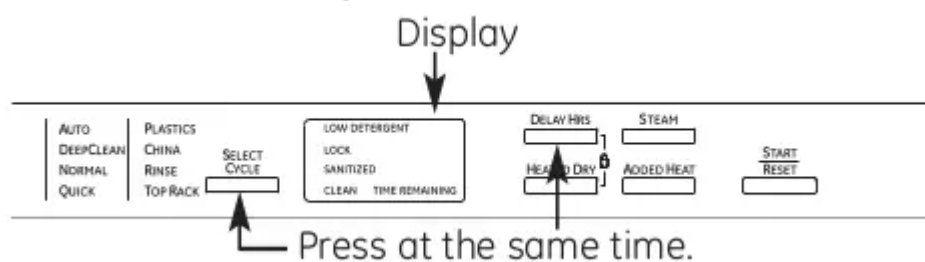 Display
AUTO
DEEPCLEAN
NORMAL
QUICK
PLASTICS
CHINA
RINSE
TOP RACK
SELECT
CYCLE
LOW DETERGENT
LOCK
SANITIZED
CLEAN TIME REMAINING
DELAY HRS
HEATED DRY
STEAM
ADDED HEAT
START
RESET
Press at the same time.